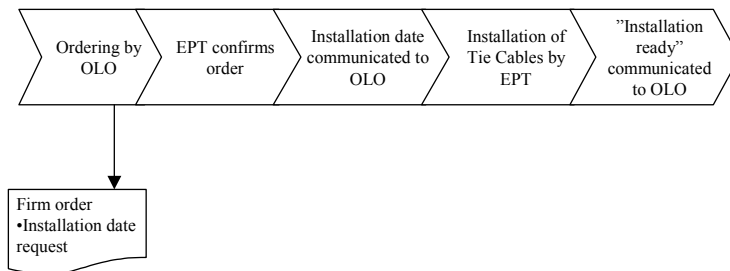 Ordering by
OLO
EPT confirms
order
Installation date
communicated to
OLO
Installation of
Tie Cables by
EPT
”Installation
ready”
communicated
to OLO
Firm order
•Installation date
request